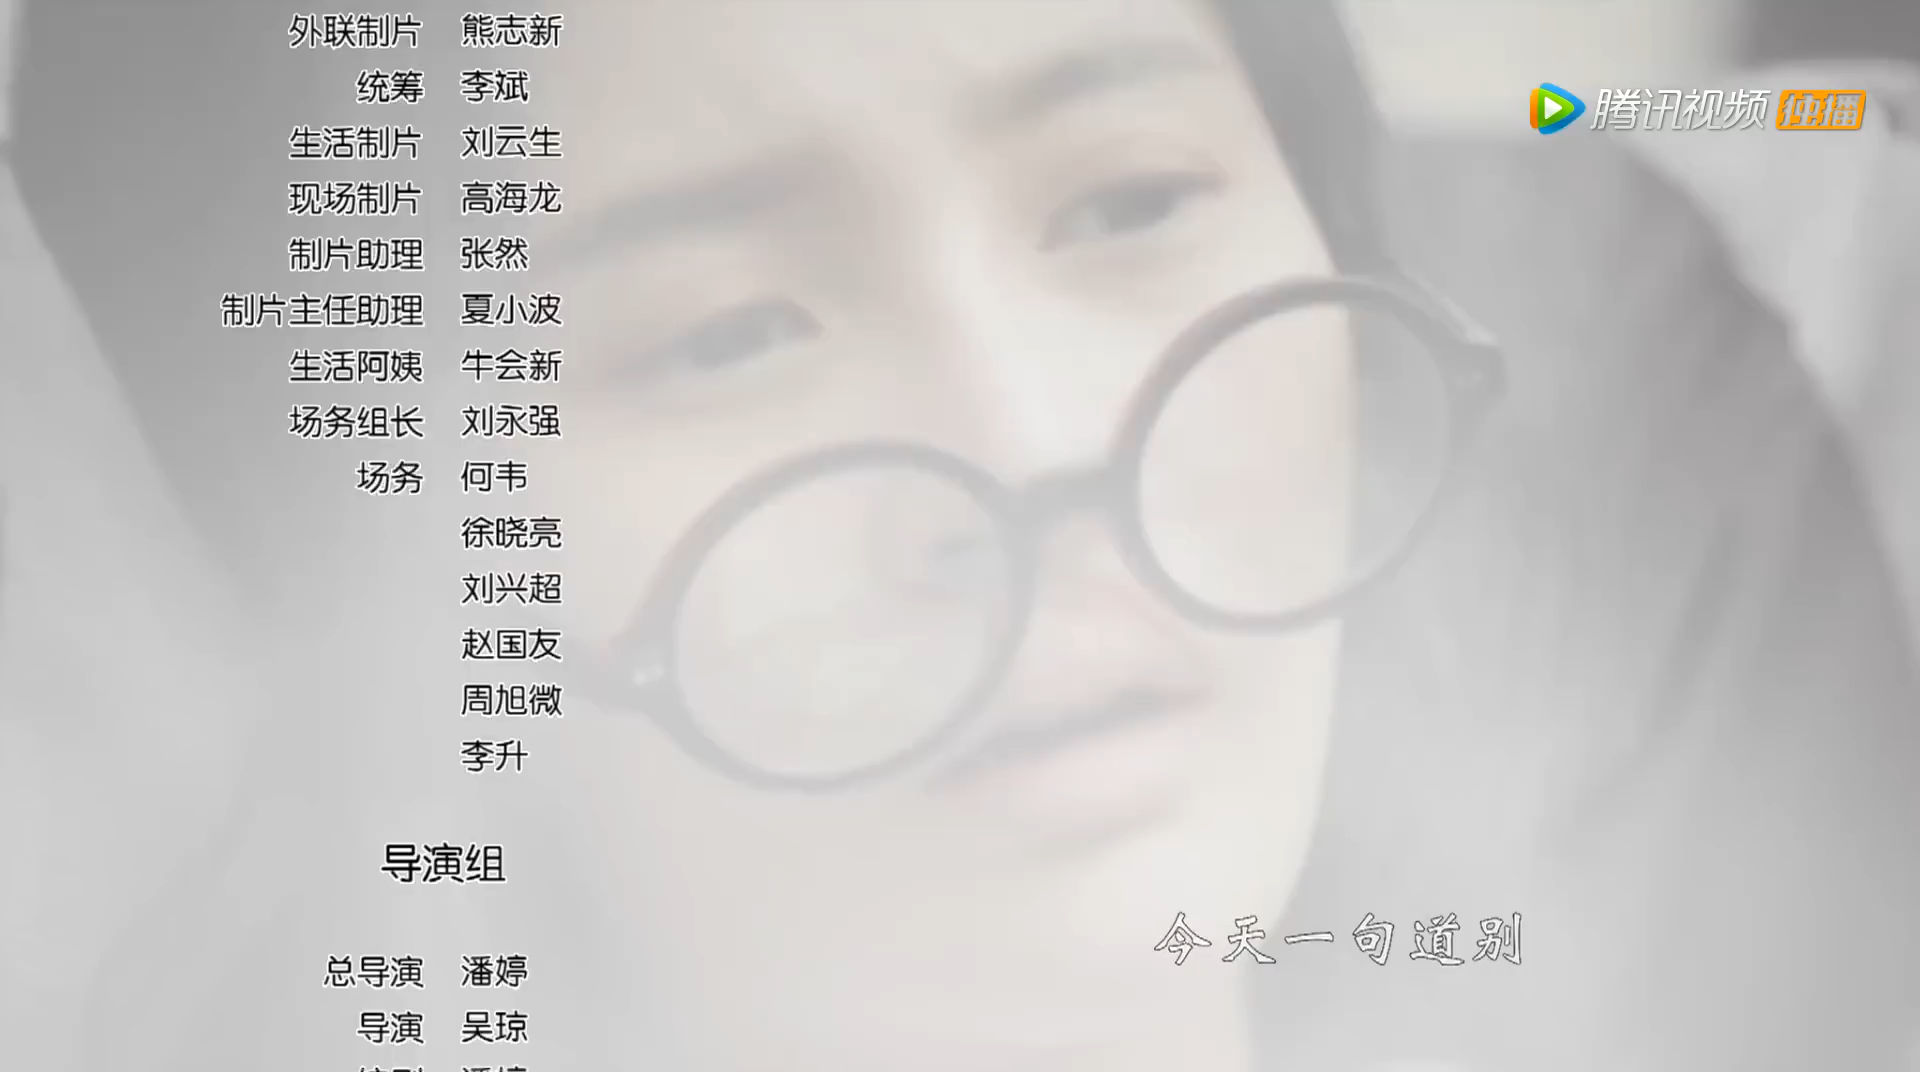 外联制片 熊志新
统筹 李斌
腾讯视频 独播
生活制片 刘云生
现场制片 高海龙
制片助理 张然
制片主任助理 夏小波
生活阿姨 牛会新
场务组长 刘永强
场务 何韦
徐晓亮
刘兴超
赵国友
周旭微
李升
导演组
今天一句道别
总导演 潘婷
导演 吴琼